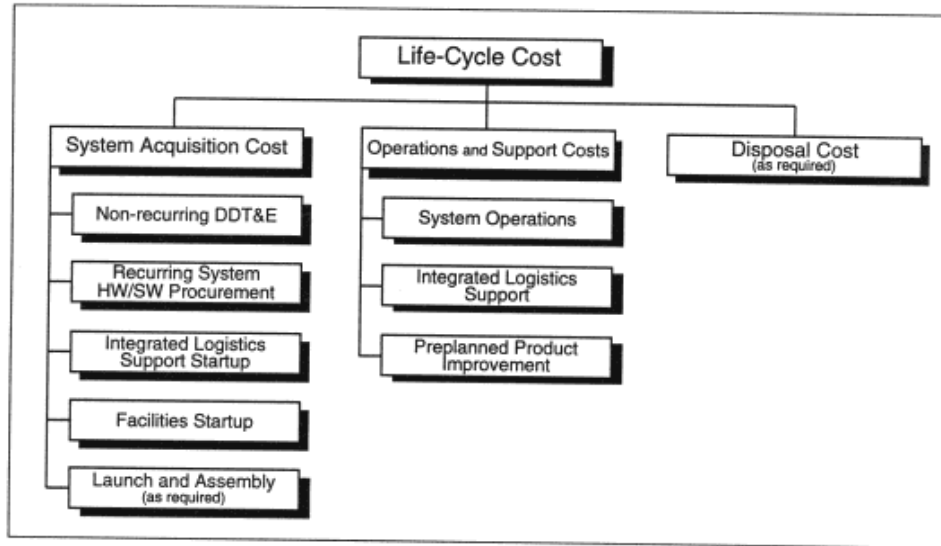 Life-Cycle Cost
System Acquisition Cost
Non-recurring DDT&E
Recurring System
HW/SW Procurement
Integrated Logistics
Support Startup
Facilities Startup
Launch and Assembly
(as required)
Operations and Support Costs
System Operations
Integrated Logistics
Support
Preplanned Product
Improvement
Disposal Cost
(as required)